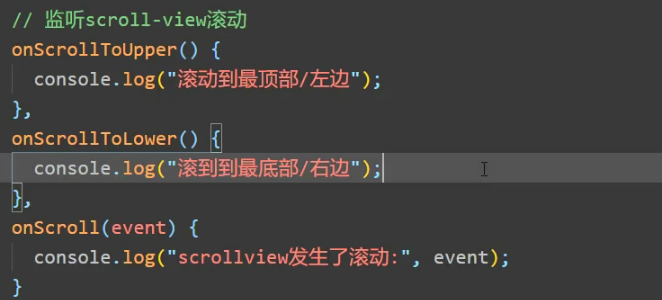 // 监听scroll-view滚动
onScrollToUpper() {
console.log("滚动到最顶部/左边");
},
onScrollToLower() {
console.log("滚到到最底部/右边");
},
onScroll(event) {
console.log("scrollview发生了滚动:", event);
}